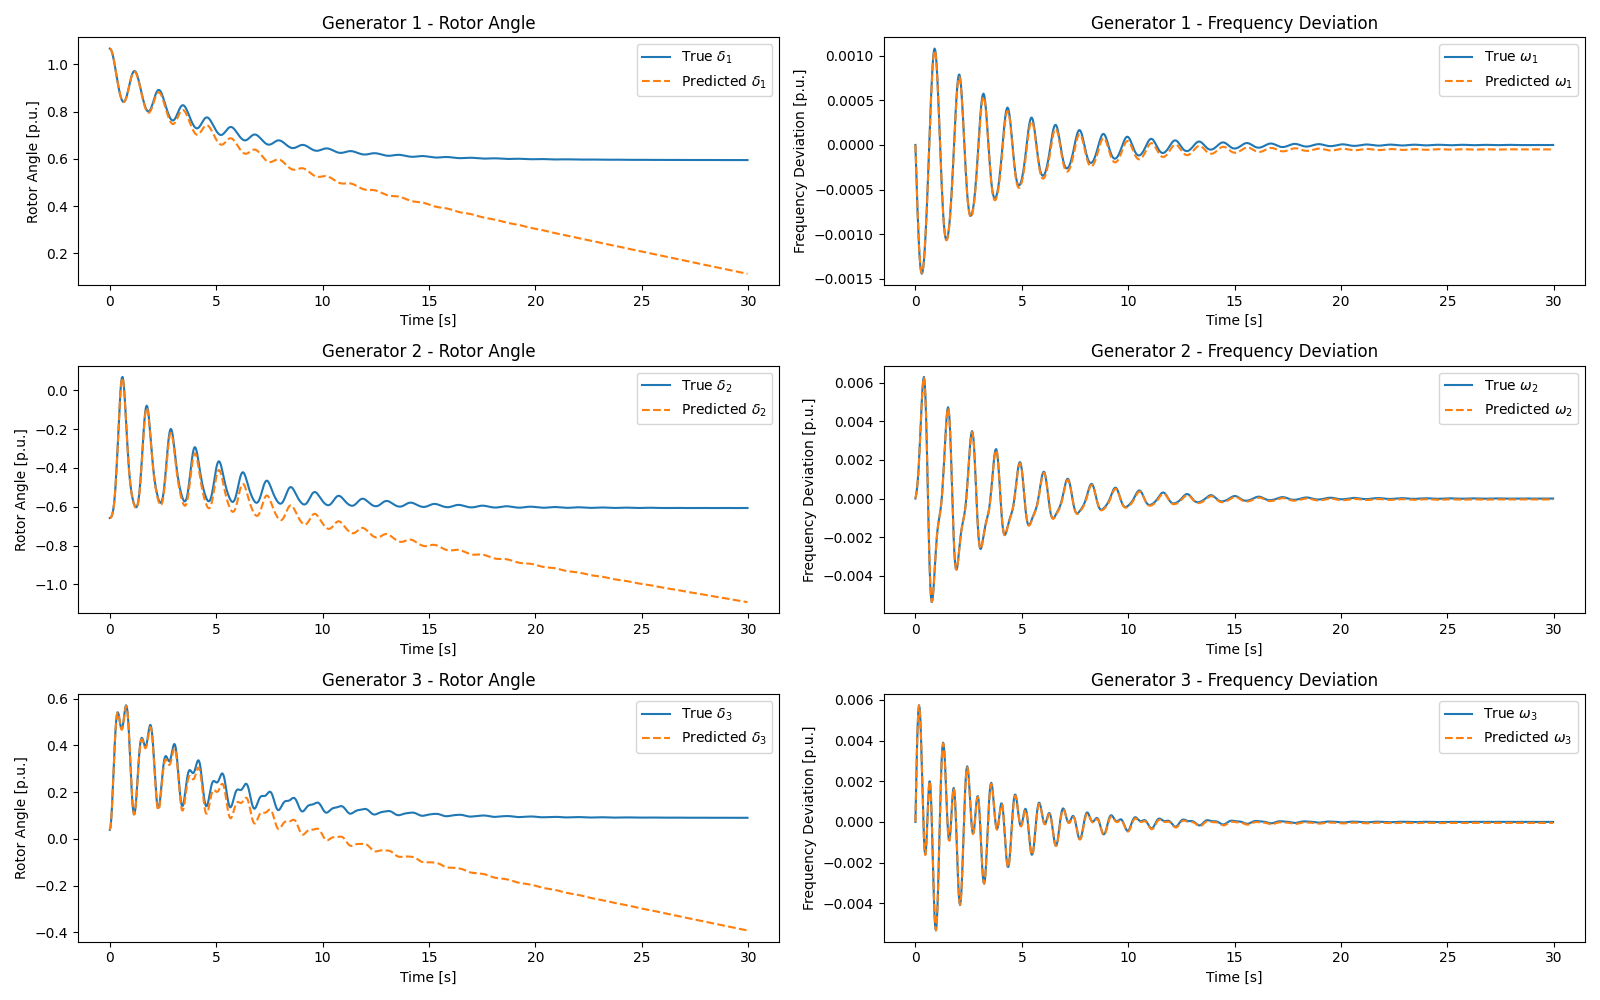 Generator 1 - Rotor Angle
Rotor Angle [p.u.]
1.0
0.8
0.6
0.4
0.2
True δ₁
Predicted δ₁
0 5 10 15 20 25 30
Time [s]
Generator 1 - Frequency Deviation
Frequency Deviation [p.u.]
0.0010
0.0005
0.0000
−0.0005
−0.0010
−0.0015
True ω₁
Predicted ω₁
0 5 10 15 20 25 30
Time [s]
Generator 2 - Rotor Angle
Rotor Angle [p.u.]
0.0
−0.2
−0.4
−0.6
−0.8
−1.0
True δ₂
Predicted δ₂
0 5 10 15 20 25 30
Time [s]
Generator 2 - Frequency Deviation
Frequency Deviation [p.u.]
0.006
0.004
0.002
0.000
−0.002
−0.004
True ω₂
Predicted ω₂
0 5 10 15 20 25 30
Time [s]
Generator 3 - Rotor Angle
Rotor Angle [p.u.]
0.6
0.4
0.2
0.0
−0.2
−0.4
True δ₃
Predicted δ₃
0 5 10 15 20 25 30
Time [s]
Generator 3 - Frequency Deviation
Frequency Deviation [p.u.]
0.006
0.004
0.002
0.000
−0.002
−0.004
True ω₃
Predicted ω₃
0 5 10 15 20 25 30
Time [s]